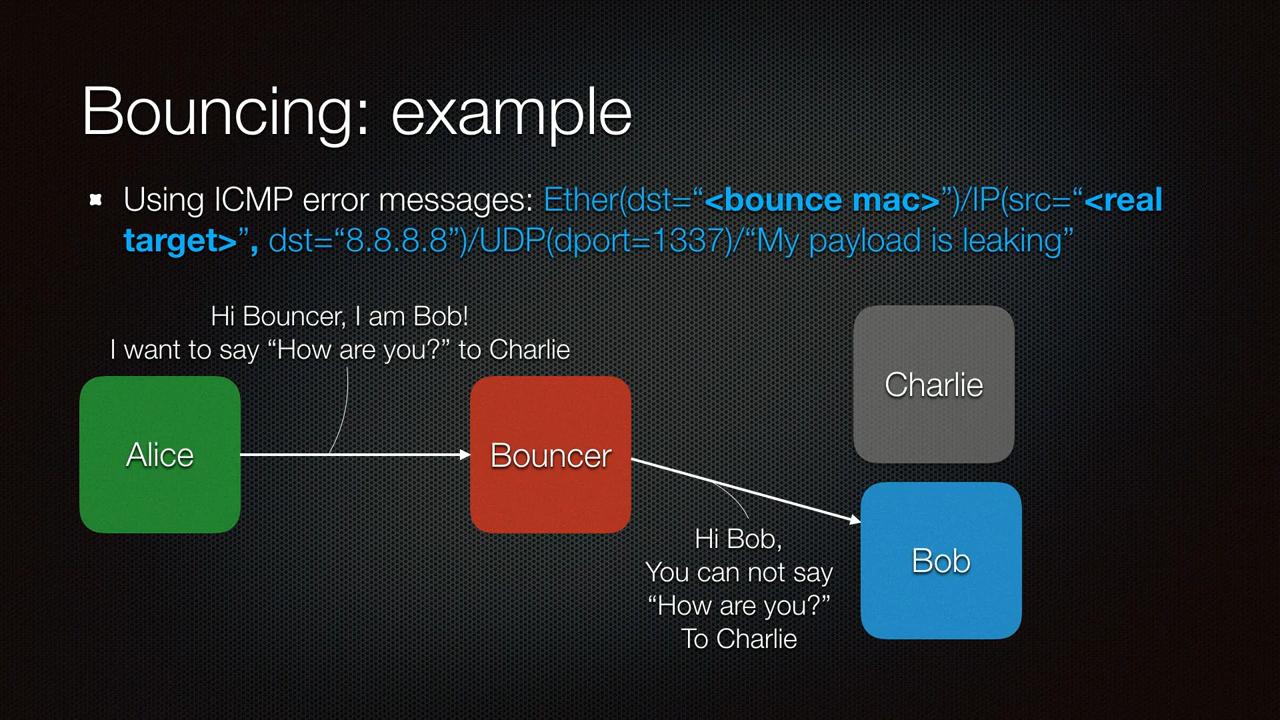 Bouncing: example
Using ICMP error messages: Ether(dst=“<bounce mac>”)/IP(src=“<real
target>”, dst=“8.8.8.8”)/UDP(dport=1337)/“My payload is leaking”
Hi Bouncer, I am Bob!
I want to say “How are you?” to Charlie
Charlie
Alice
Bouncer
Hi Bob,
You can not say
“How are you?”
To Charlie
Bob